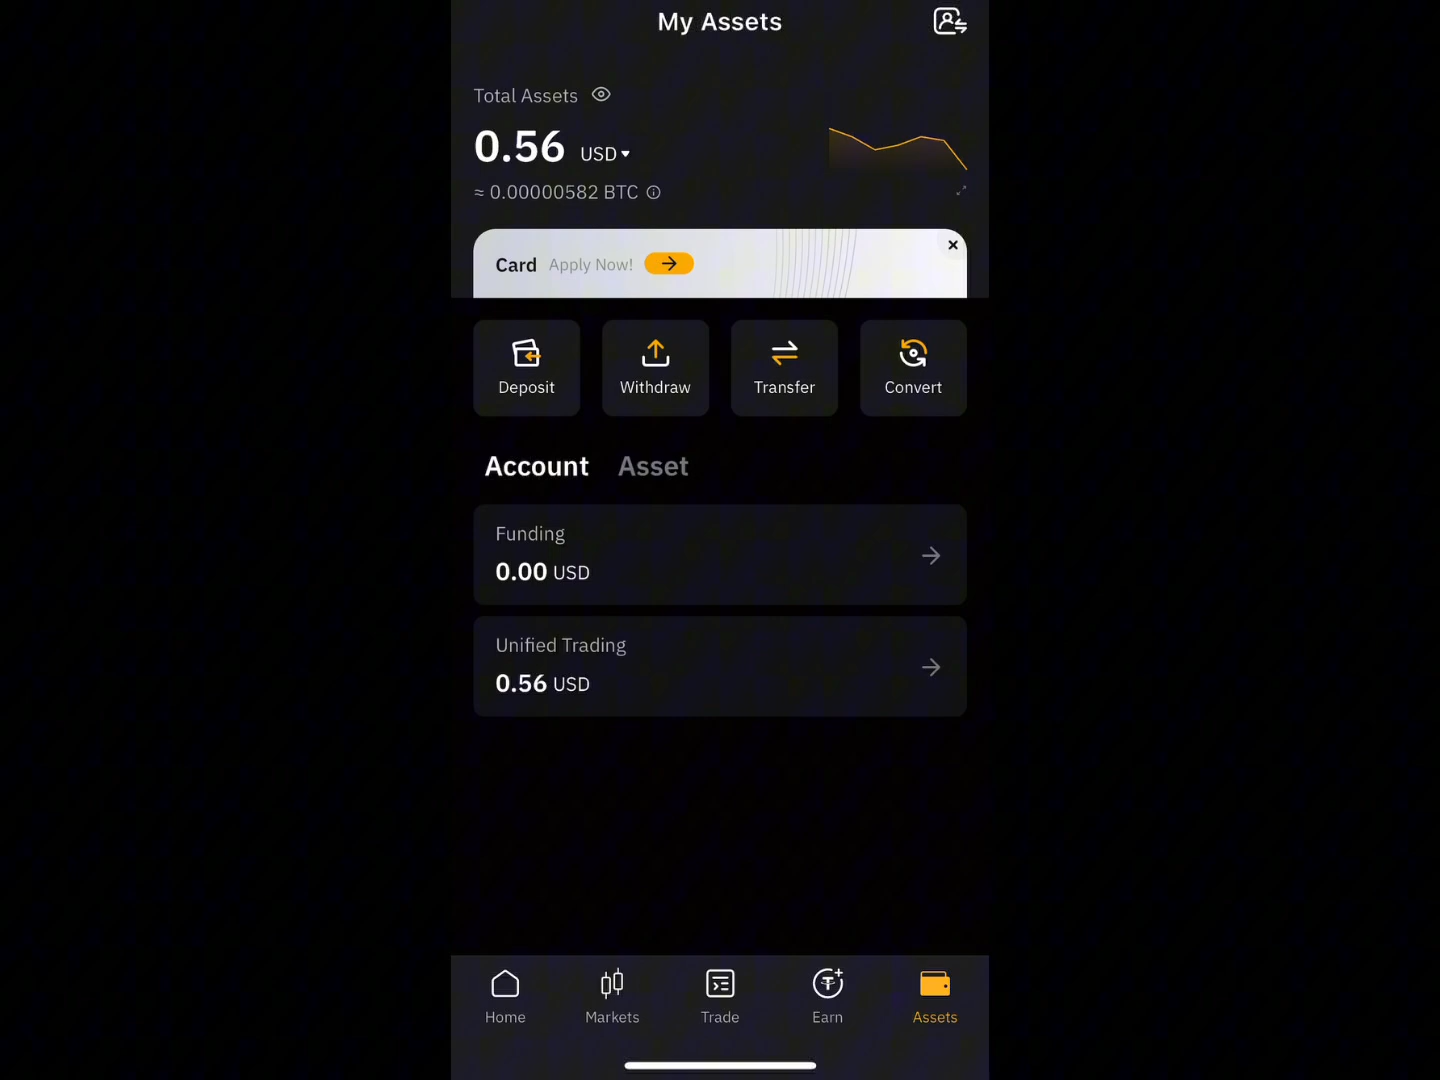 My Assets
Total Assets
0.56 USD
≈ 0.00000582 BTC
Card Apply Now!
Deposit Withdraw Transfer Convert
Account Asset
Funding
0.00 USD
Unified Trading
0.56 USD
Home Markets Trade Earn Assets